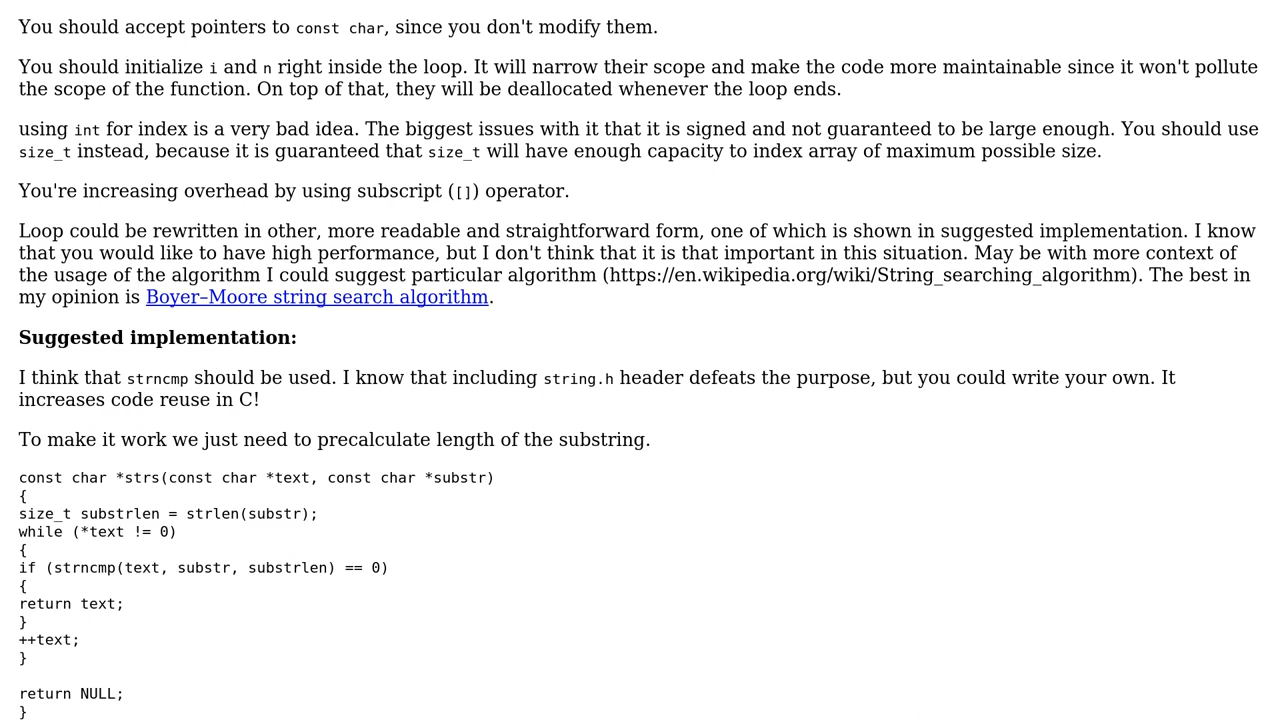 You should accept pointers to const char, since you don't modify them.
You should initialize i and n right inside the loop. It will narrow their scope and make the code more maintainable since it won't pollute
the scope of the function. On top of that, they will be deallocated whenever the loop ends.
using int for index is a very bad idea. The biggest issues with it that it is signed and not guaranteed to be large enough. You should use
size_t instead, because it is guaranteed that size_t will have enough capacity to index array of maximum possible size.
You're increasing overhead by using subscript ([]) operator.
Loop could be rewritten in other, more readable and straightforward form, one of which is shown in suggested implementation. I know
that you would like to have high performance, but I don't think that it is that important in this situation. May be with more context of
the usage of the algorithm I could suggest particular algorithm (https://en.wikipedia.org/wiki/String_searching_algorithm). The best in
my opinion is Boyer–Moore string search algorithm.
Suggested implementation:
I think that strncmp should be used. I know that including string.h header defeats the purpose, but you could write your own. It
increases code reuse in C!
To make it work we just need to precalculate length of the substring.
const char *strs(const char *text, const char *substr)
{
size_t substrlen = strlen(substr);
while (*text != 0)
{
if (strncmp(text, substr, substrlen) == 0)
{
return text;
}
++text;
}
return NULL;
}